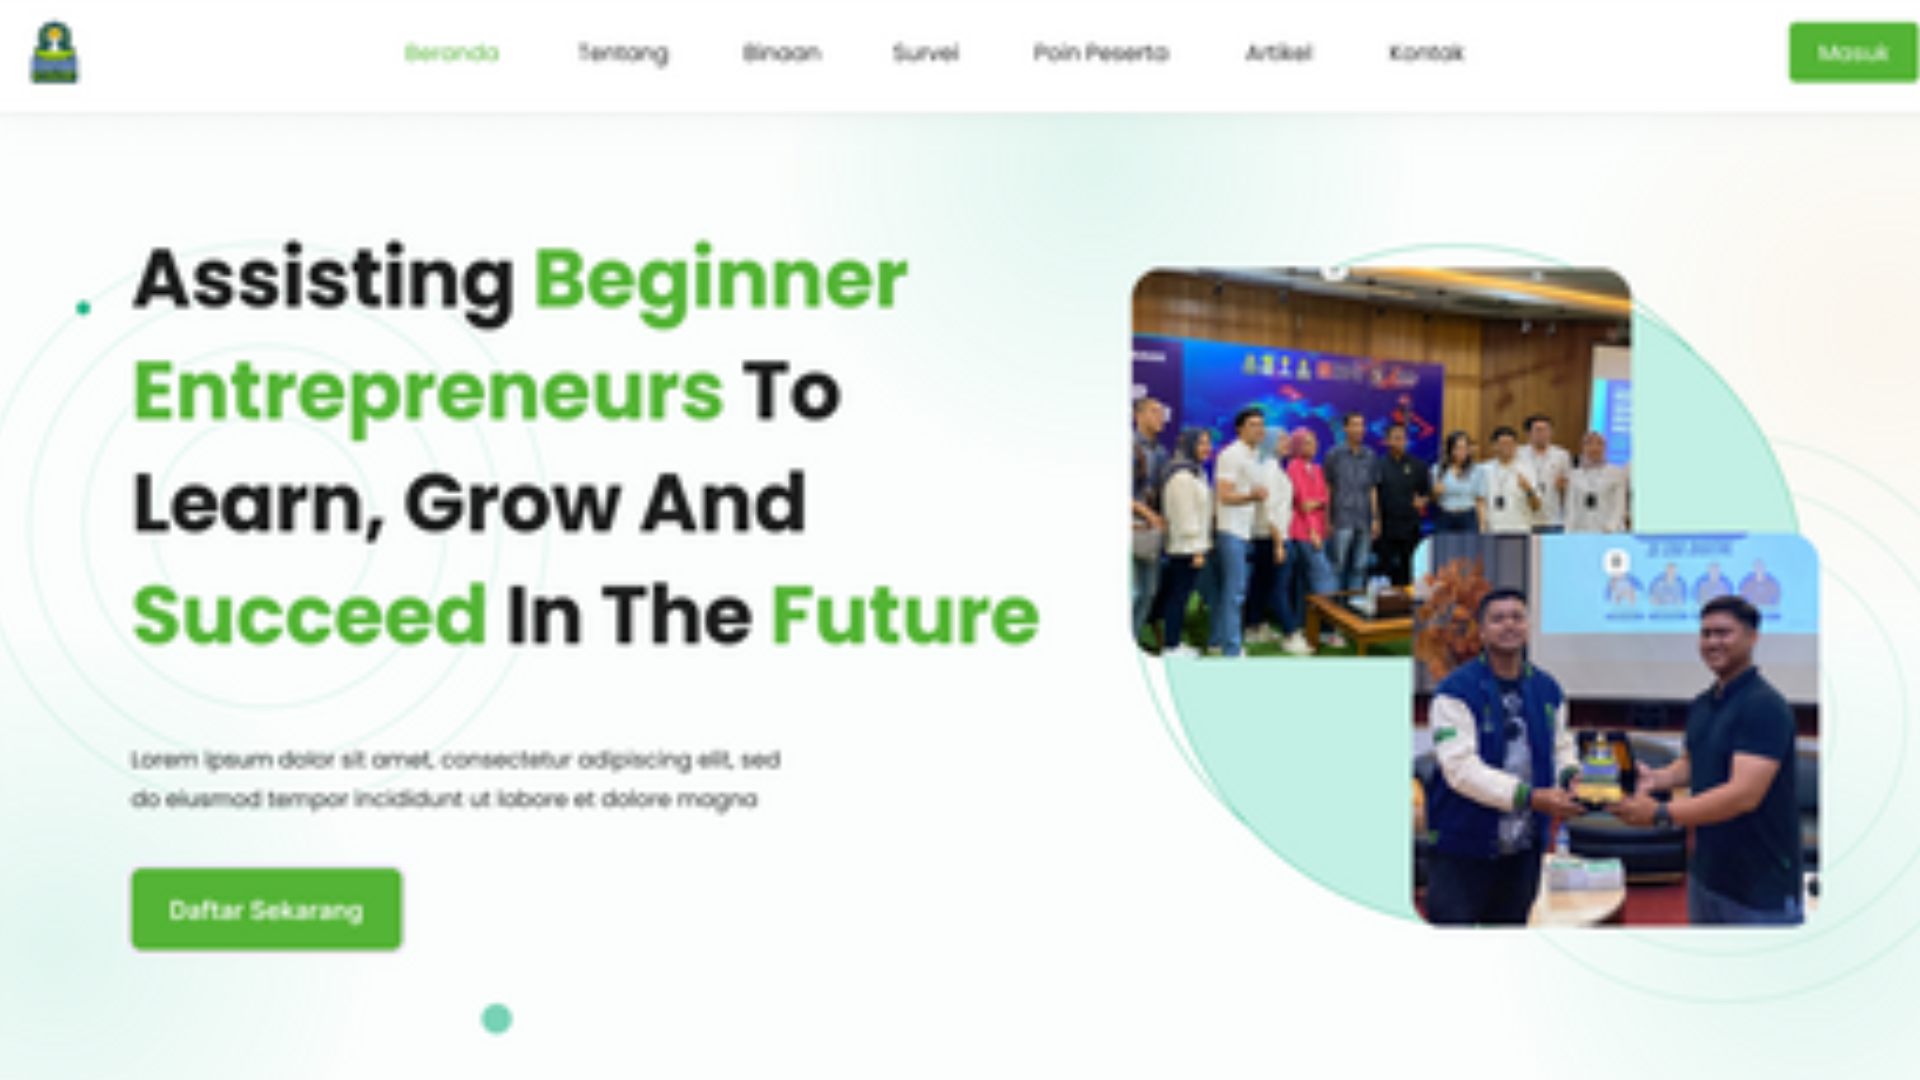 Beranda Tentang Binaan Survei Poin Peserta Artikel Kontak Masuk
Assisting Beginner
Entrepreneurs To
Learn, Grow And
Succeed In The Future
Lorem ipsum dolor sit amet, consectetur adipiscing elit, sed
do eiusmod tempor incididunt ut labore et dolore magna
Daftar Sekarang